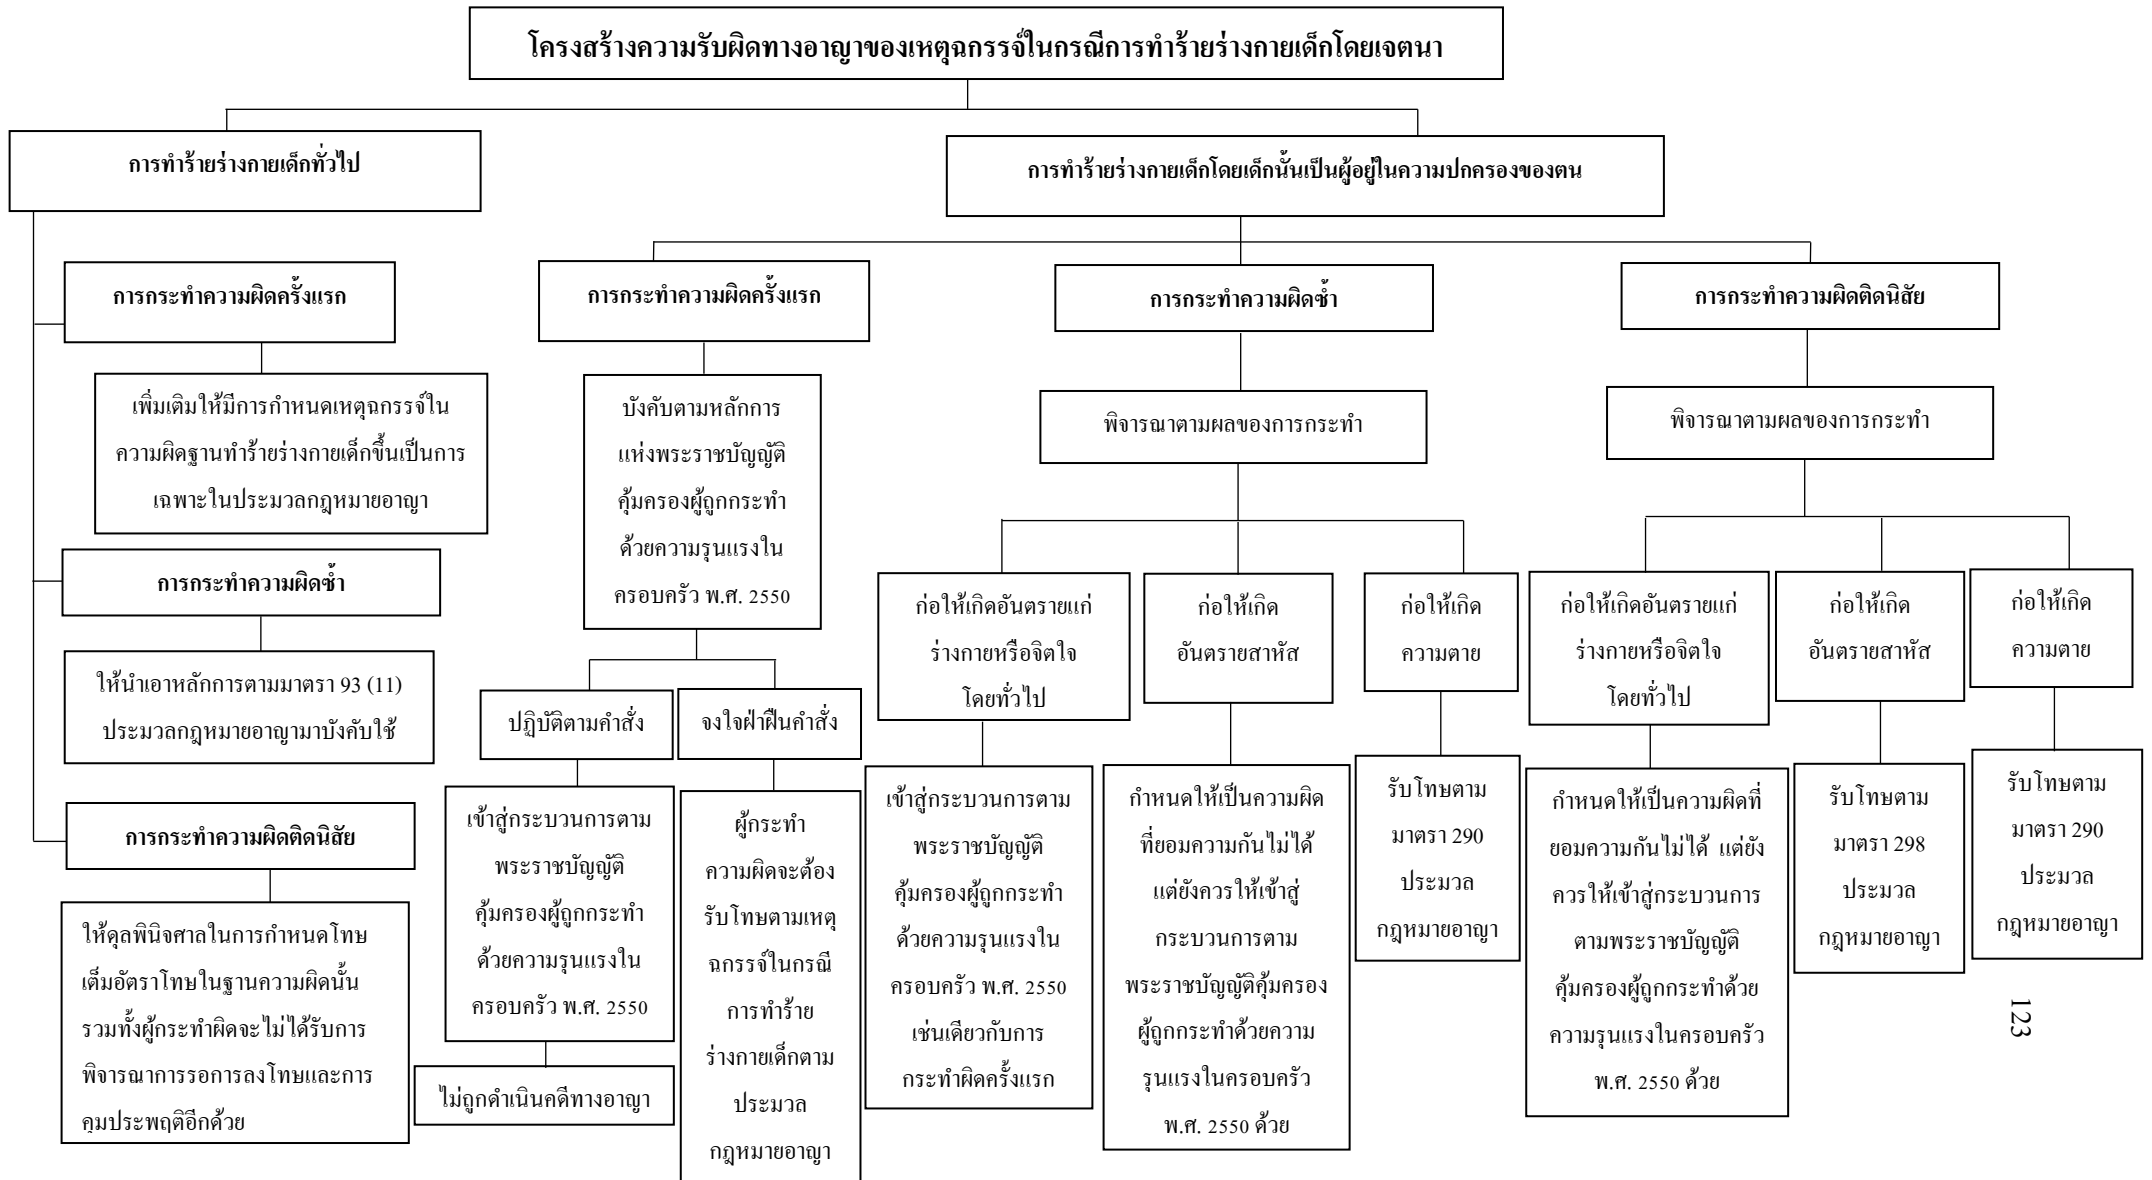 โครงสร้างความรับผิดทางอาญาของเหตุฉกรรจ์ในกรณีการทำร้ายร่างกายเด็กโดยเจตนา
การทำร้ายร่างกายเด็กทั่วไป
การกระทำความผิดครั้งแรก
เพิ่มเติมให้มีการกำหนดเหตุฉกรรจ์ใน
ความผิดฐานทำร้ายร่างกายเด็กขึ้นเป็นการ
เฉพาะในประมวลกฎหมายอาญา
การกระทำความผิดซ้ำ
ให้นำเอาหลักการตามมาตรา 93 (11)
ประมวลกฎหมายอาญามาบังคับใช้
การกระทำความผิดติดนิสัย
ให้ดุลพินิจศาลในการกำหนดโทษ
เต็มอัตราโทษในฐานความผิดนั้น
รวมทั้งผู้กระทำผิดจะไม่ได้รับการ
พิจารณาการรอการลงโทษและการ
คุมประพฤติอีกด้วย
การทำร้ายร่างกายเด็กโดยเด็กนั้นเป็นผู้อยู่ในความปกครองของตน
การกระทำความผิดครั้งแรก
บังคับตามหลักการ
แห่งพระราชบัญญัติ
คุ้มครองผู้ถูกกระทำ
ด้วยความรุนแรงใน
ครอบครัว พ.ศ. 2550
ปฏิบัติตามคำสั่ง
เข้าสู่กระบวนการตาม
พระราชบัญญัติ
คุ้มครองผู้ถูกกระทำ
ด้วยความรุนแรงใน
ครอบครัว พ.ศ. 2550
ไม่ถูกดำเนินคดีทางอาญา
จงใจฝ่าฝืนคำสั่ง
ผู้กระทำ
ความผิดจะต้อง
รับโทษตามเหตุ
ฉกรรจ์ในกรณี
การทำร้าย
ร่างกายเด็กตาม
ประมวล
กฎหมายอาญา
การกระทำความผิดซ้ำ
พิจารณาตามผลของการกระทำ
ก่อให้เกิดอันตรายแก่
ร่างกายหรือจิตใจ
โดยทั่วไป
เข้าสู่กระบวนการตาม
พระราชบัญญัติ
คุ้มครองผู้ถูกกระทำ
ด้วยความรุนแรงใน
ครอบครัว พ.ศ. 2550
เช่นเดียวกับการ
กระทำผิดครั้งแรก
ก่อให้เกิด
อันตรายสาหัส
กำหนดให้เป็นความผิด
ที่ยอมความกันไม่ได้
แต่ยังควรให้เข้าสู่
กระบวนการตาม
พระราชบัญญัติคุ้มครอง
ผู้ถูกกระทำด้วยความ
รุนแรงในครอบครัว
พ.ศ. 2550 ด้วย
ก่อให้เกิด
ความตาย
รับโทษตาม
มาตรา 290
ประมวล
กฎหมายอาญา
การกระทำความผิดติดนิสัย
พิจารณาตามผลของการกระทำ
ก่อให้เกิดอันตรายแก่
ร่างกายหรือจิตใจ
โดยทั่วไป
กำหนดให้เป็นความผิดที่
ยอมความกันไม่ได้ แต่ยัง
ควรให้เข้าสู่กระบวนการ
ตามพระราชบัญญัติ
คุ้มครองผู้ถูกกระทำด้วย
ความรุนแรงในครอบครัว
พ.ศ. 2550 ด้วย
ก่อให้เกิด
อันตรายสาหัส
รับโทษตาม
มาตรา 298
ประมวล
กฎหมายอาญา
ก่อให้เกิด
ความตาย
รับโทษตาม
มาตรา 290
ประมวล
กฎหมายอาญา
123